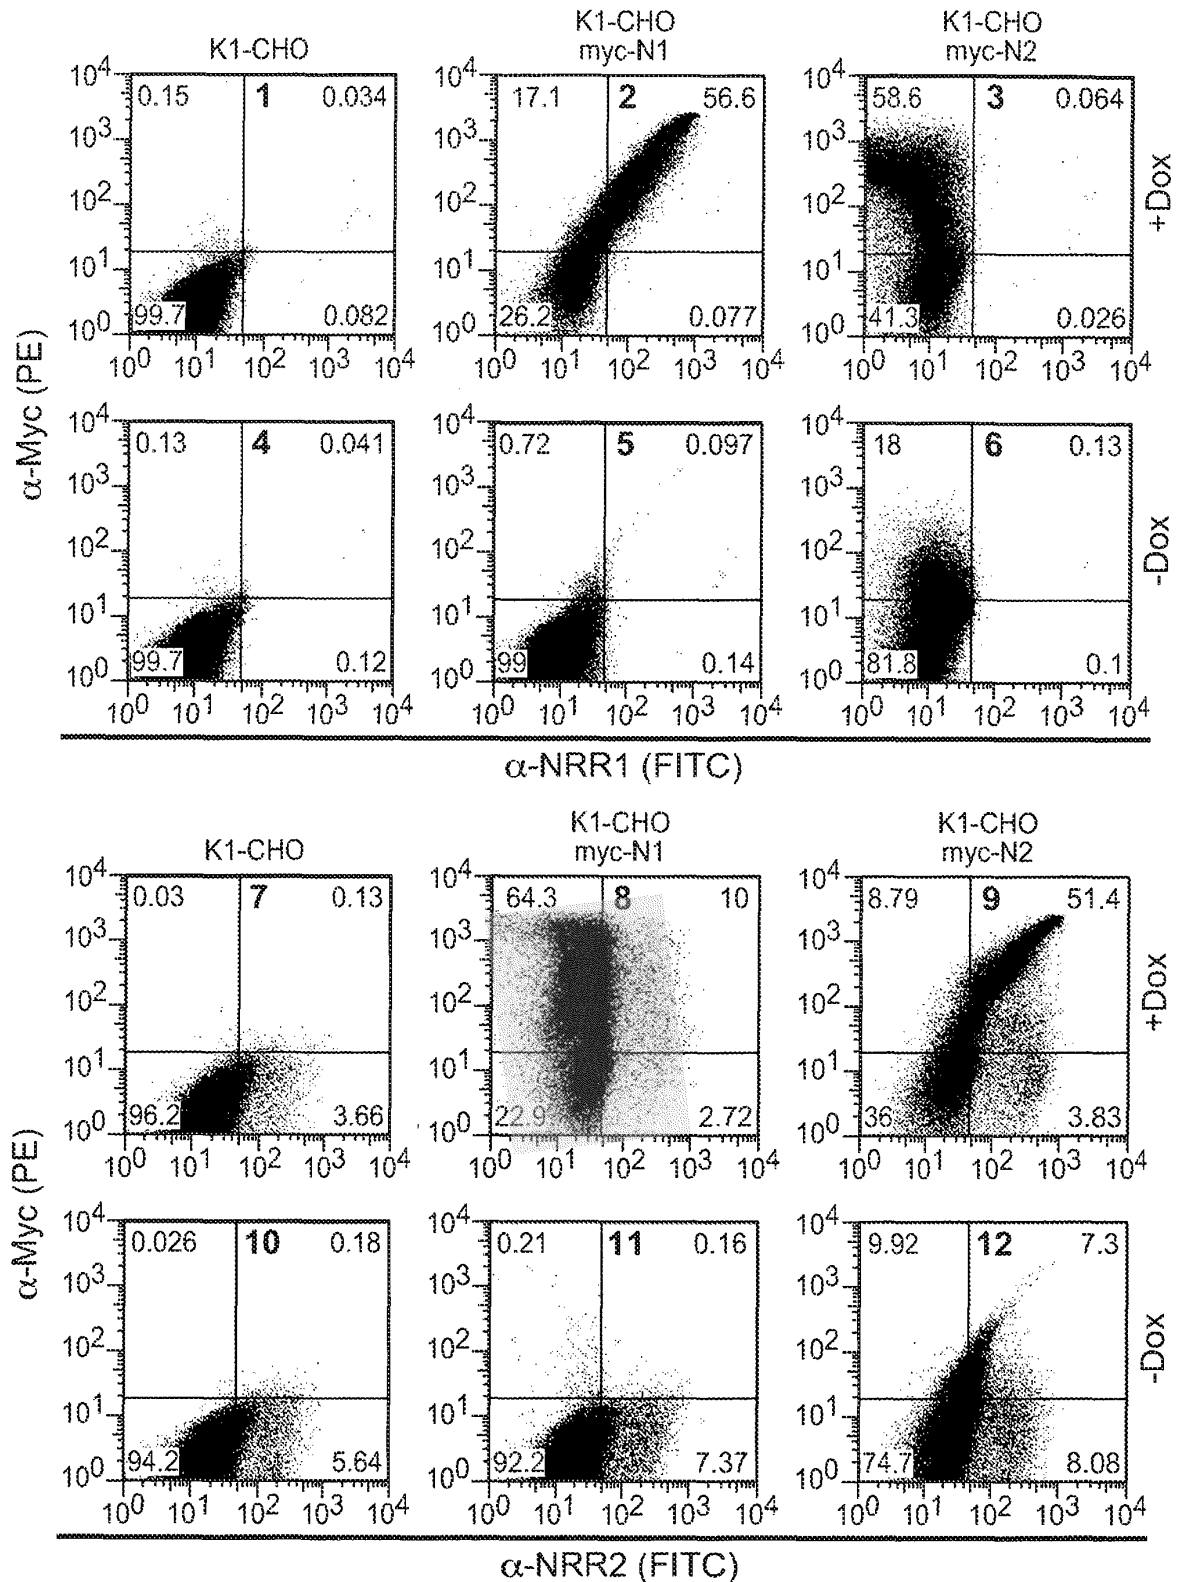 K1-CHO
K1-CHO
myc-N1
K1-CHO
myc-N2
10⁴ 10³ 10² 10¹ 10⁰
0.15 1 0.034
99.7 0.082
10⁰ 10¹ 10² 10³ 10⁴
10⁴ 10³ 10² 10¹ 10⁰
17.1 2 56.6
26.2 0.077
10⁰ 10¹ 10² 10³ 10⁴
10⁴ 10³ 10² 10¹ 10⁰
58.6 3 0.064
41.3 0.026
10⁰ 10¹ 10² 10³ 10⁴
+Dox
α-Myc (PE)
10⁴ 10³ 10² 10¹ 10⁰
0.13 4 0.041
99.7 0.12
10⁰ 10¹ 10² 10³ 10⁴
10⁴ 10³ 10² 10¹ 10⁰
0.72 5 0.097
99 0.14
10⁰ 10¹ 10² 10³ 10⁴
10⁴ 10³ 10² 10¹ 10⁰
18 6 0.13
81.8 0.1
10⁰ 10¹ 10² 10³ 10⁴
-Dox
α-NRR1 (FITC)
K1-CHO
K1-CHO
myc-N1
K1-CHO
myc-N2
10⁴ 10³ 10² 10¹ 10⁰
0.03 7 0.13
96.2 3.66
10⁰ 10¹ 10² 10³ 10⁴
10⁴ 10³ 10² 10¹ 10⁰
64.3 8 10
22.9 2.72
10⁰ 10¹ 10² 10³ 10⁴
10⁴ 10³ 10² 10¹ 10⁰
8.79 9 51.4
36 3.83
10⁰ 10¹ 10² 10³ 10⁴
+Dox
α-Myc (PE)
10⁴ 10³ 10² 10¹ 10⁰
0.026 10 0.18
94.2 5.64
10⁰ 10¹ 10² 10³ 10⁴
10⁴ 10³ 10² 10¹ 10⁰
0.21 11 0.16
92.2 7.37
10⁰ 10¹ 10² 10³ 10⁴
10⁴ 10³ 10² 10¹ 10⁰
9.92 12 7.3
74.7 8.08
10⁰ 10¹ 10² 10³ 10⁴
-Dox
α-NRR2 (FITC)